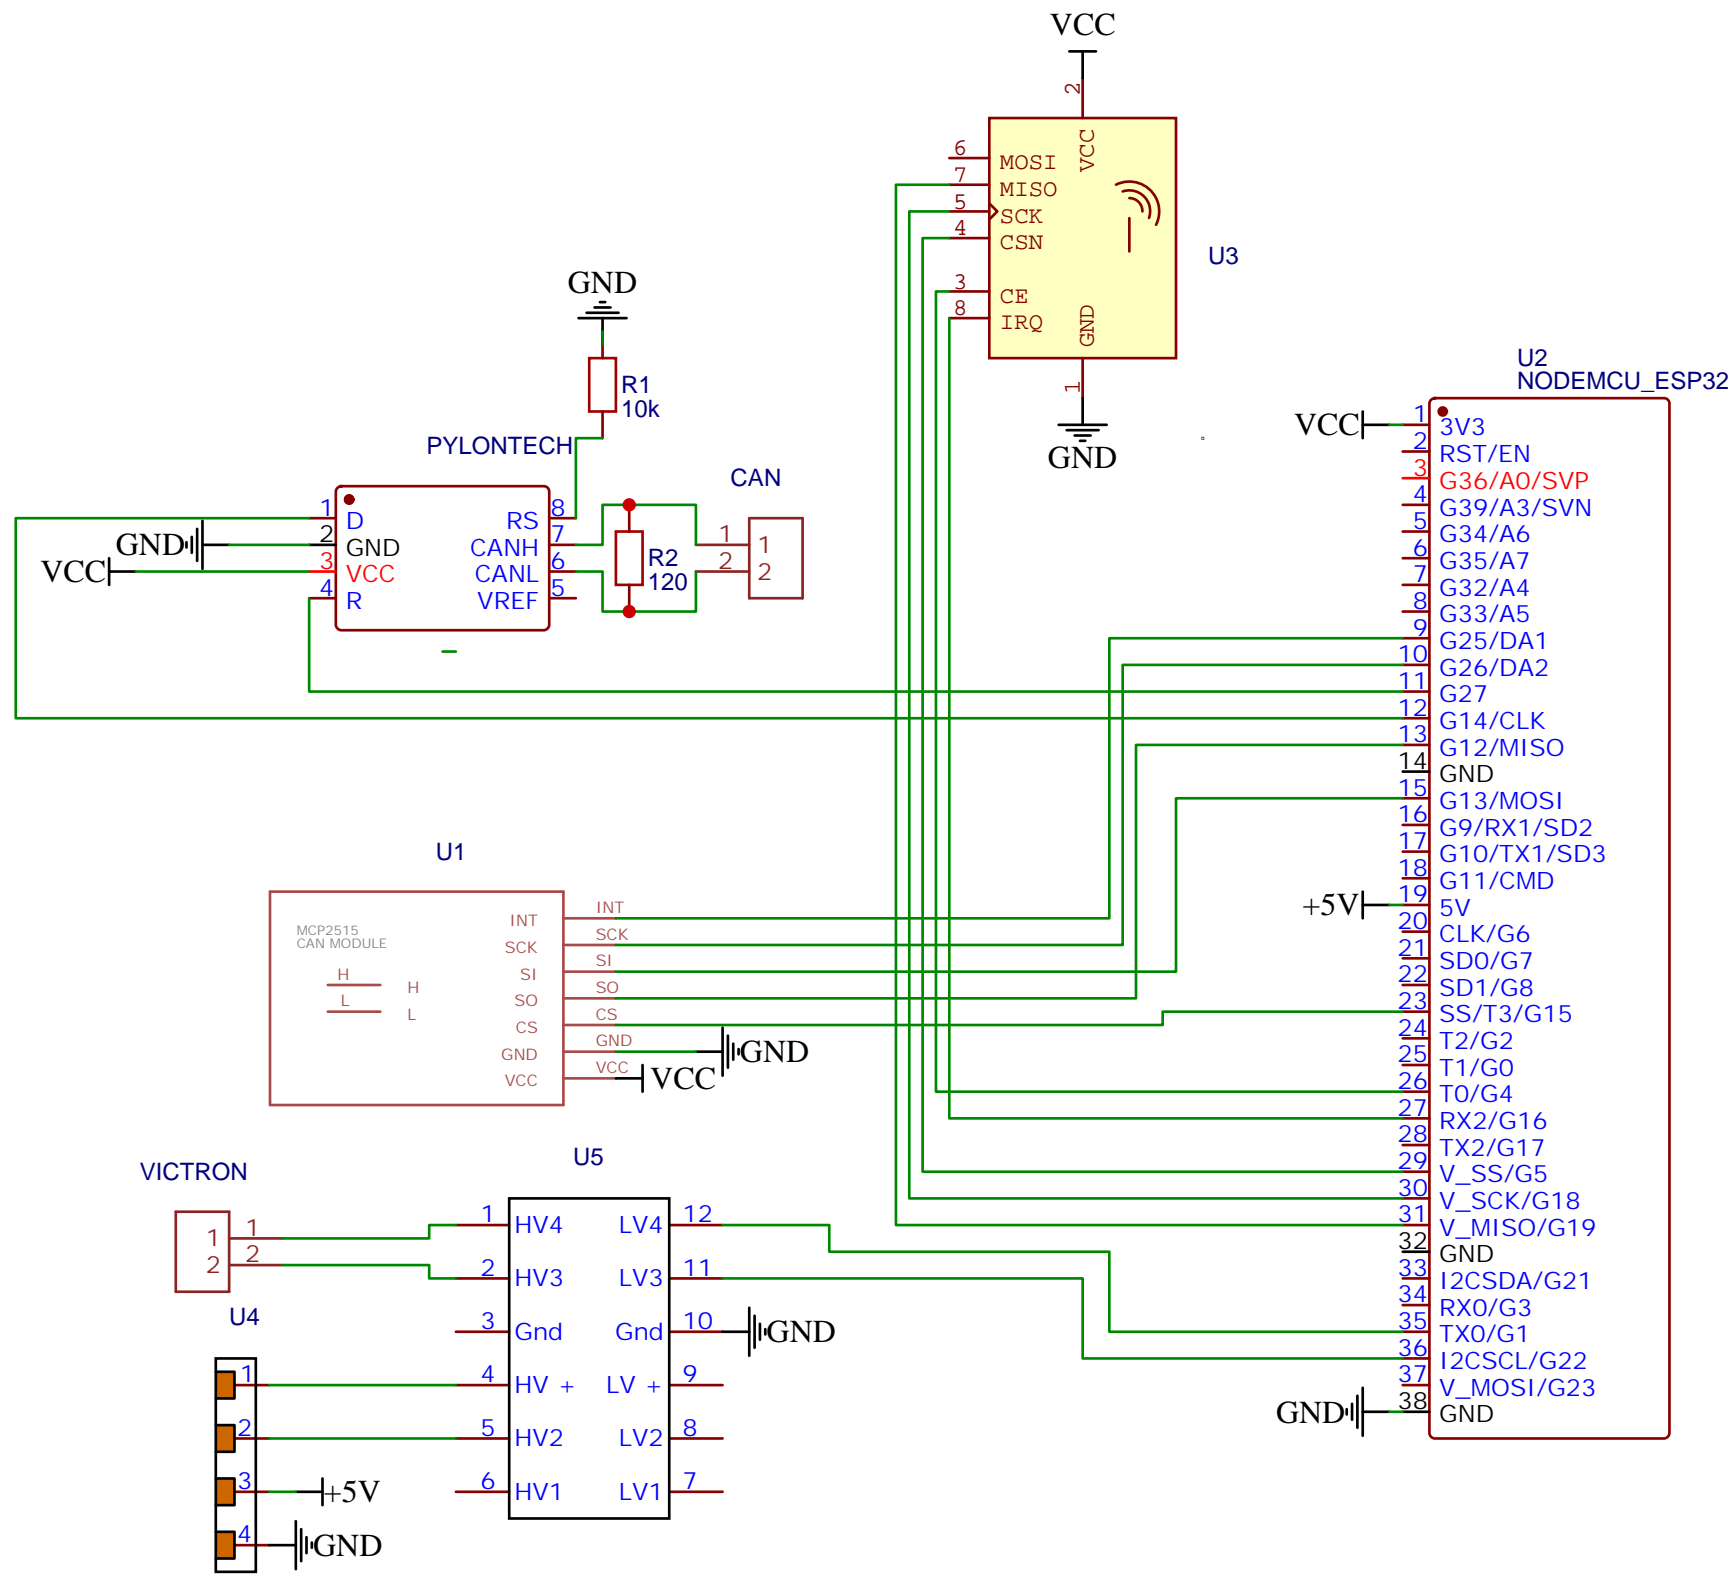 VCC
2
VCC
6 MOSI
7 MISO
5 SCK
4 CSN
3 CE
8 IRQ
GND
1
GND
U3
GND
R1
10k
PYLONTECH
1 D
2 GND
3 VCC
4 R
RS 8
CANH 7
CANL 6
VREF 5
GND
VCC
R2
120
CAN
1 1
2 2
U2
NODEMCU_ESP32
VCC
1 3V3
2 RST/EN
3 G36/A0/SVP
4 G39/A3/SVN
5 G34/A6
6 G35/A7
7 G32/A4
8 G33/A5
9 G25/DA1
10 G26/DA2
11 G27
12 G14/CLK
13 G12/MISO
14 GND
15 G13/MOSI
16 G9/RX1/SD2
17 G10/TX1/SD3
18 G11/CMD
+5V
19 5V
20 CLK/G6
21 SD0/G7
22 SD1/G8
23 SS/T3/G15
24 T2/G2
25 T1/G0
26 T0/G4
27 RX2/G16
28 TX2/G17
29 V_SS/G5
30 V_SCK/G18
31 V_MISO/G19
32 GND
33 I2CSDA/G21
34 RX0/G3
35 TX0/G1
36 I2CSCL/G22
37 V_MOSI/G23
GND
38 GND
U1
MCP2515
CAN MODULE
H
H
L
L
INT INT
SCK SCK
SI SI
SO SO
CS CS
GND GND
VCC VCC
GND
VCC
VICTRON
1 1
2 2
U4
1
2
3 +5V
4 GND
U5
1 HV4
2 HV3
3 Gnd
4 HV +
5 HV2
6 HV1
LV4 12
LV3 11
Gnd 10
LV + 9
LV2 8
LV1 7
GND